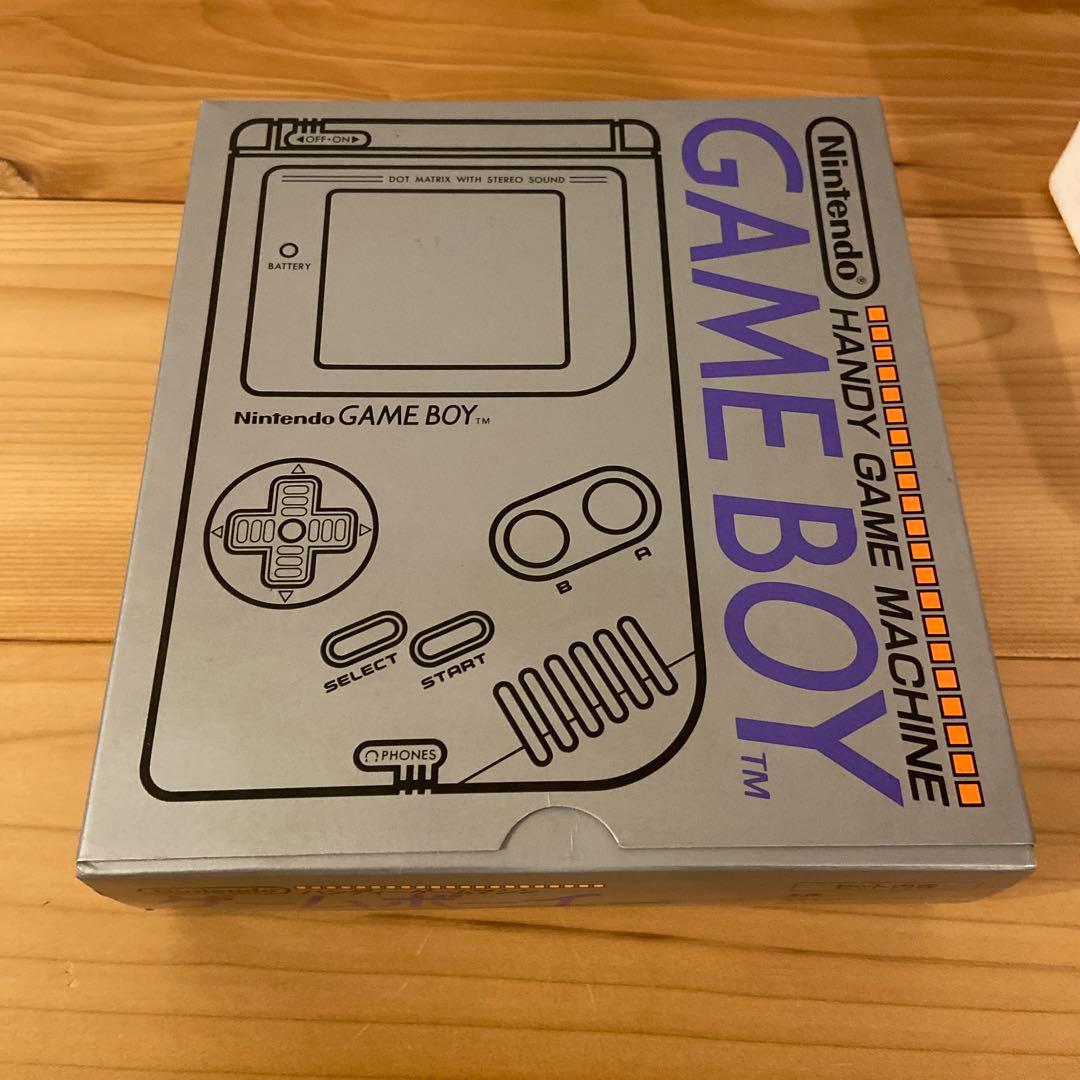 ◀OFF•ON▶
DOT MATRIX WITH STEREO SOUND
BATTERY
Nintendo GAME BOY™
A
B
SELECT
START
PHONES
GAME BOY™
Nintendo®
HANDY GAME MACHINE
Nintendo